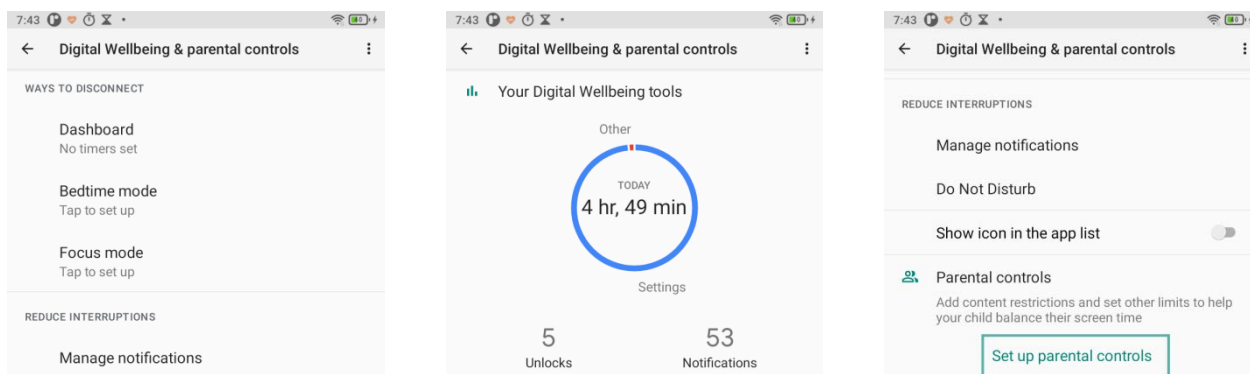 7:43
Digital Wellbeing & parental controls
WAYS TO DISCONNECT
Dashboard
No timers set
Bedtime mode
Tap to set up
Focus mode
Tap to set up
REDUCE INTERRUPTIONS
Manage notifications
7:43
Digital Wellbeing & parental controls
Your Digital Wellbeing tools
Other
TODAY
4 hr, 49 min
Settings
5
Unlocks
53
Notifications
7:43
Digital Wellbeing & parental controls
REDUCE INTERRUPTIONS
Manage notifications
Do Not Disturb
Show icon in the app list
Parental controls
Add content restrictions and set other limits to help
your child balance their screen time
Set up parental controls